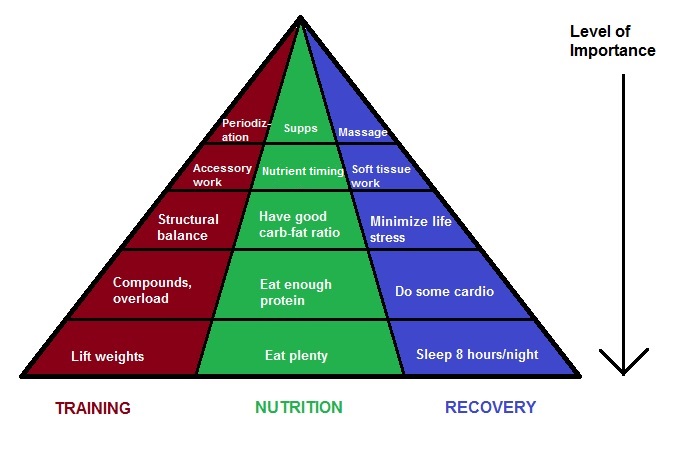 Level of
Importance
Periodiz-
ation
Supps
Massage
Accessory
work
Nutrient timing
Soft tissue
work
Structural
balance
Have good
carb-fat ratio
Minimize life
stress
Compounds,
overload
Eat enough
protein
Do some cardio
Lift weights
Eat plenty
Sleep 8 hours/night
TRAINING
NUTRITION
RECOVERY